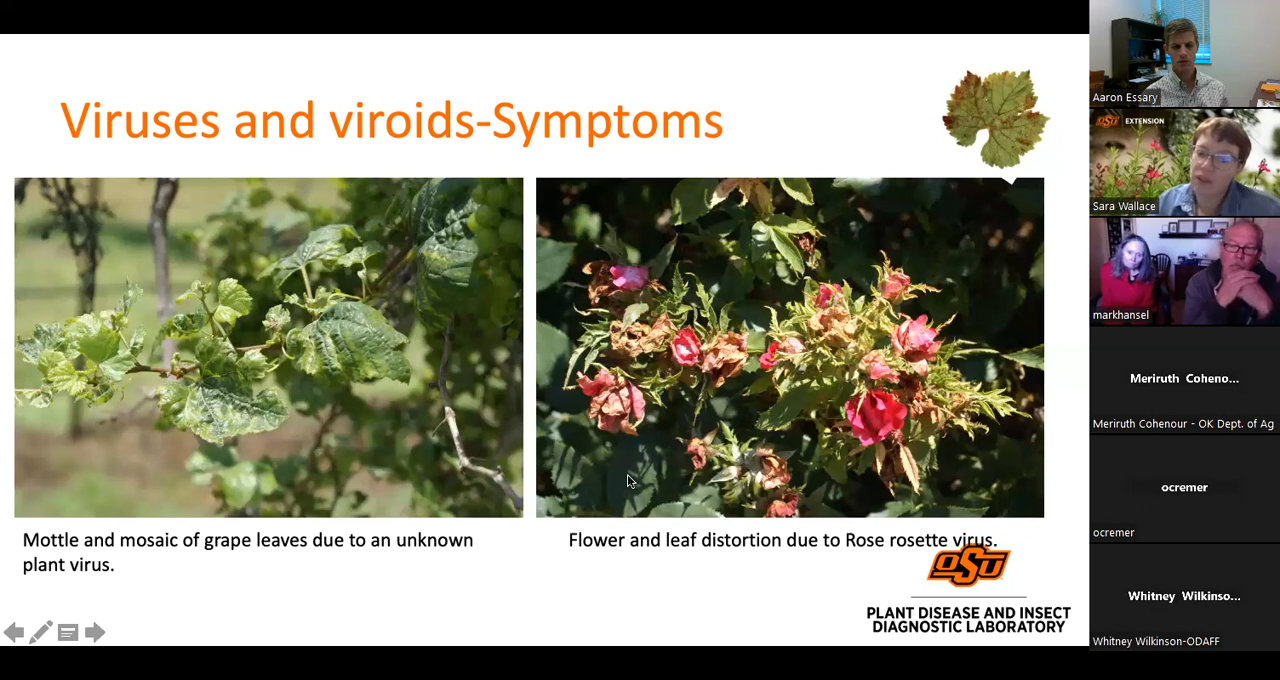 Viruses and viroids-Symptoms
Mottle and mosaic of grape leaves due to an unknown
plant virus.
Flower and leaf distortion due to Rose rosette virus.
OSU
PLANT DISEASE AND INSECT
DIAGNOSTIC LABORATORY
Aaron Essary
OSU EXTENSION
Sara Wallace
markhansel
Meriruth Coheno...
Meriruth Cohenour - OK Dept. of Ag
ocremer
ocremer
Whitney Wilkinso...
Whitney Wilkinson-ODAFF